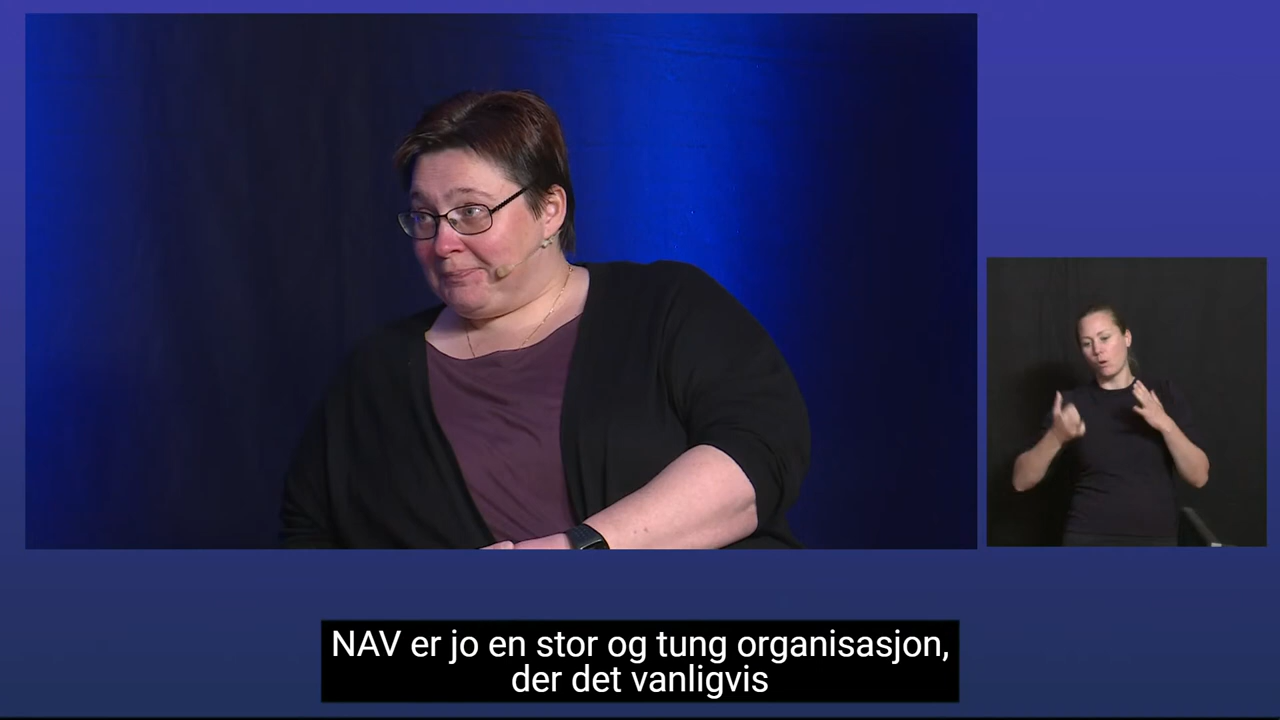 NAV er jo en stor og tung organisasjon,
der det vanligvis